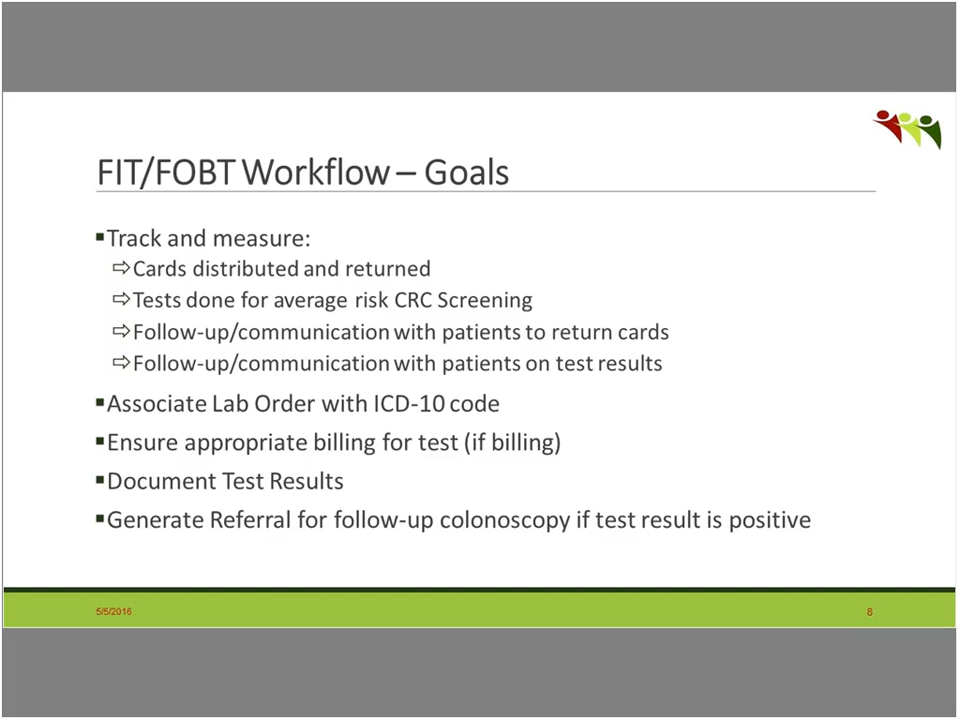 FIT/FOBT Workflow – Goals
▪Track and measure:
⇨Cards distributed and returned
⇨Tests done for average risk CRC Screening
⇨Follow-up/communication with patients to return cards
⇨Follow-up/communication with patients on test results
▪Associate Lab Order with ICD-10 code
▪Ensure appropriate billing for test (if billing)
▪Document Test Results
▪Generate Referral for follow-up colonoscopy if test result is positive
5/5/2016
8